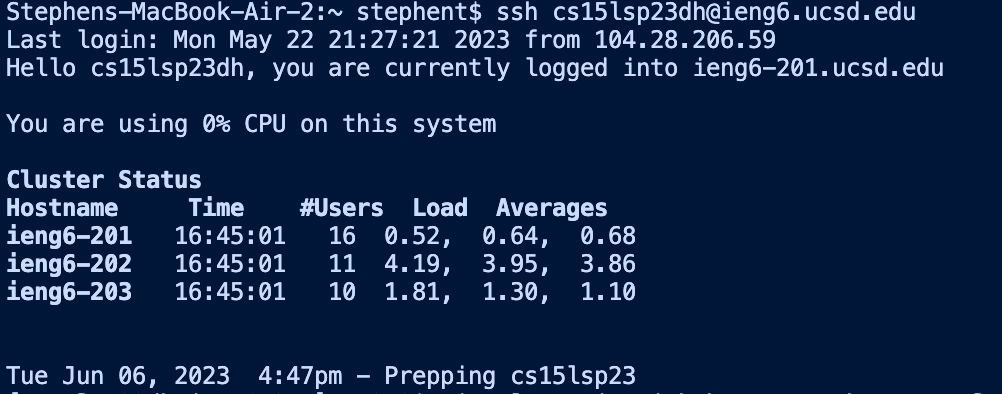 Stephens-MacBook-Air-2:~ stephent$ ssh cs15lsp23dh@ieng6.ucsd.edu
Last login: Mon May 22 21:27:21 2023 from 104.28.206.59
Hello cs15lsp23dh, you are currently logged into ieng6-201.ucsd.edu
You are using 0% CPU on this system
Cluster Status
Hostname     Time    #Users  Load  Averages
ieng6-201   16:45:01   16  0.52,  0.64,  0.68
ieng6-202   16:45:01   11  4.19,  3.95,  3.86
ieng6-203   16:45:01   10  1.81,  1.30,  1.10
Tue Jun 06, 2023  4:47pm - Prepping cs15lsp23